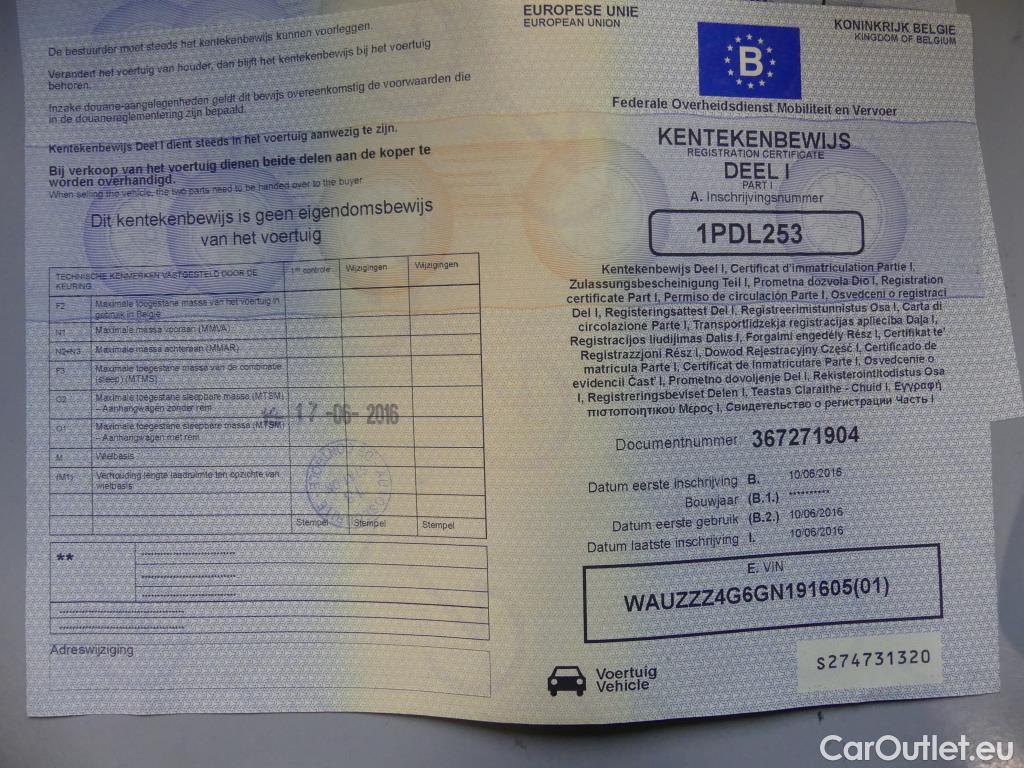 De bestuurder moet steeds het kentekenbewijs kunnen voorleggen.
Verandert het voertuig van houder, dan blijft het kentekenbewijs bij het voertuig
behoren.
Inzake douane-aangelegenheden geldt dit bewijs overeenkomstig de voorwaarden die
in de douanereglementering zijn bepaald.
Kentekenbewijs Deel I dient steeds in het voertuig aanwezig te zijn.
Bij verkoop van het voertuig dienen beide delen aan de koper te
worden overhandigd.
When selling the vehicle, the two parts need to be handed over to the buyer
Dit kentekenbewijs is geen eigendomsbewijs
van het voertuig
TECHNISCHE KENMERKEN VASTGESTELD DOOR DE
KEURING
1ste controle
Wijzigingen
Wijzigingen
F2 Maximale toegestane massa van het voertuig in
gebruik in België
N1 Maximale massa vooraan (MMVA)
N2+N3 Maximale massa achteraan (MMAR)
F3 Maximale toegestane massa van de combinatie
(sleep) (MTMS)
O2 Maximale toegestane sleepbare massa (MTSM)
– Aanhangwagen zonder rem
O1 Maximale toegestane sleepbare massa (MTSM)
– Aanhangwagen met rem
M Wielbasis
(M1) Verhouding lengte laadruimte ten opzichte van
wielbasis
17-06-2016
Stempel Stempel Stempel
**
Adreswijziging
EUROPESE UNIE
EUROPEAN UNION
KONINKRIJK BELGIE
KINGDOM OF BELGIUM
B
Federale Overheidsdienst Mobiliteit en Vervoer
KENTEKENBEWIJS
REGISTRATION CERTIFICATE
DEEL I
PART I
A. Inschrijvingsnummer
1PDL253
Kentekenbewijs Deel I, Certificat d'immatriculation Partie I,
Zulassungsbescheinigung Teil I, Prometna dozvola Dio I, Registration
certificate Part I, Permiso de circulación Parte I, Osvedceni o registraci
Del I, Registeringsattest Del I, Registreerimistunnistus Osa I, Carta di
circolazione Parte I, Transportlidzekja registracijas aplieciba Daļa I,
Registracijos liudijimas Dalis I, Forgalmi engedély Rész I, Certifikat te'
Registrazzjoni Rész I, Dowod Rejestracyjny Część I, Certificado de
matricula Parte I, Certificat de Inmatriculare Partea I, Osvedcenie o
evidencii Čast' I, Prometno dovoljenje Del I, Rekisterointitodistus Osa
I, Registreringsbeviset Delen I, Teastas Claraithe - Chuid I, Εγγραφή
πιστοποιητικού Μέρος I, Свидетельство о регистрации Часть I
Documentnummer 367271904
Datum eerste inschrijving B. 10/06/2016
Bouwjaar (B.1.) **********
Datum eerste gebruik (B.2.) 10/06/2016
Datum laatste inschrijving I. 10/06/2016
E. VIN
WAUZZZ4G6GN191605(01)
Voertuig
Vehicle
S274731320
CarOutlet.eu